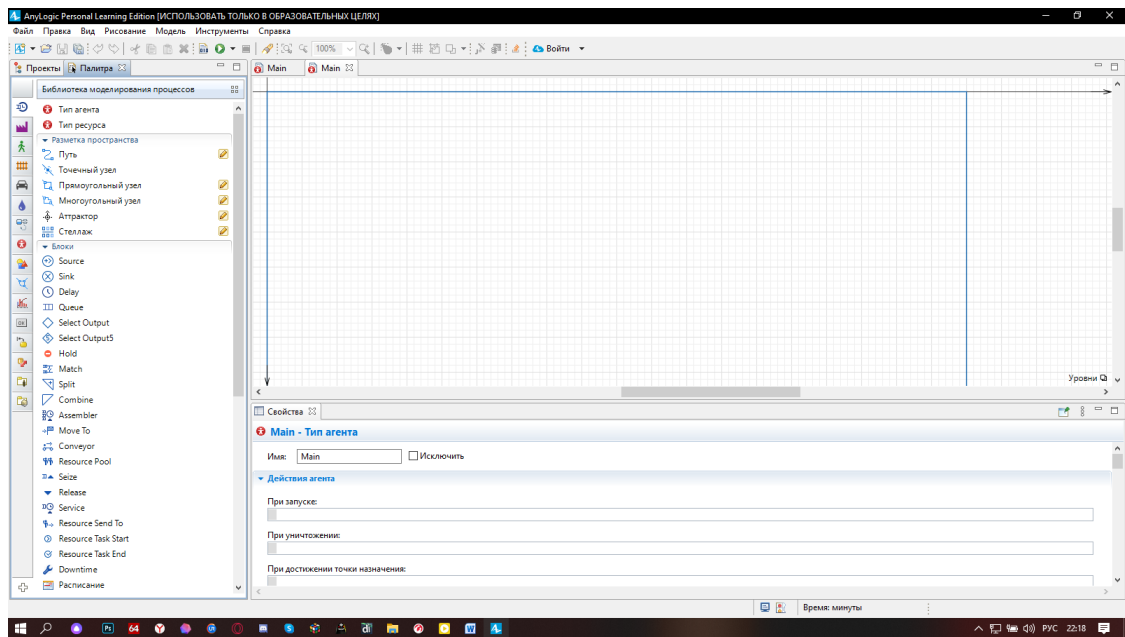 AnyLogic Personal Learning Edition [ИСПОЛЬЗОВАТЬ ТОЛЬКО В ОБРАЗОВАТЕЛЬНЫХ ЦЕЛЯХ]
Файл Правка Вид Рисование Модель Инструменты Справка
100% Войти
Проекты Палитра Main Main
Библиотека моделирования процессов
Тип агента
Тип ресурса
Разметка пространства
Путь
Точечный узел
Прямоугольный узел
Многоугольный узел
Аттрактор
Стеллаж
Блоки
Source
Sink
Delay
Queue
Select Output
Select Output5
Hold
Match
Split
Combine
Assembler
Move To
Conveyor
Resource Pool
Seize
Release
Service
Resource Send To
Resource Task Start
Resource Task End
Downtime
Расписание
Уровни
Свойства
Main - Тип агента
Имя: Main Исключить
Действия агента
При запуске:
При уничтожении:
При достижении точки назначения:
Время: минуты
Ps 64 РУС 22:18